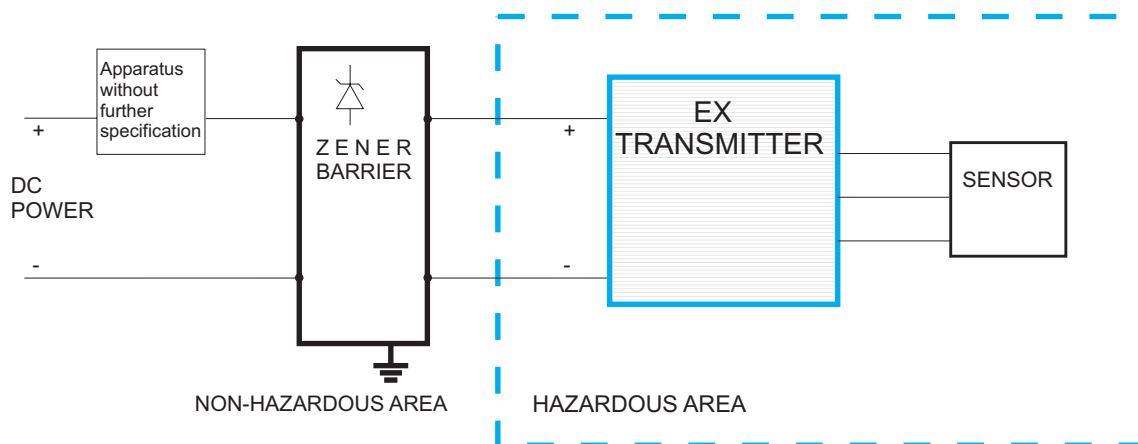 Apparatus
without
further
specification
+
DC
POWER
-
Z E N E R
BARRIER
+
-
EX
TRANSMITTER
SENSOR
NON-HAZARDOUS AREA
HAZARDOUS AREA